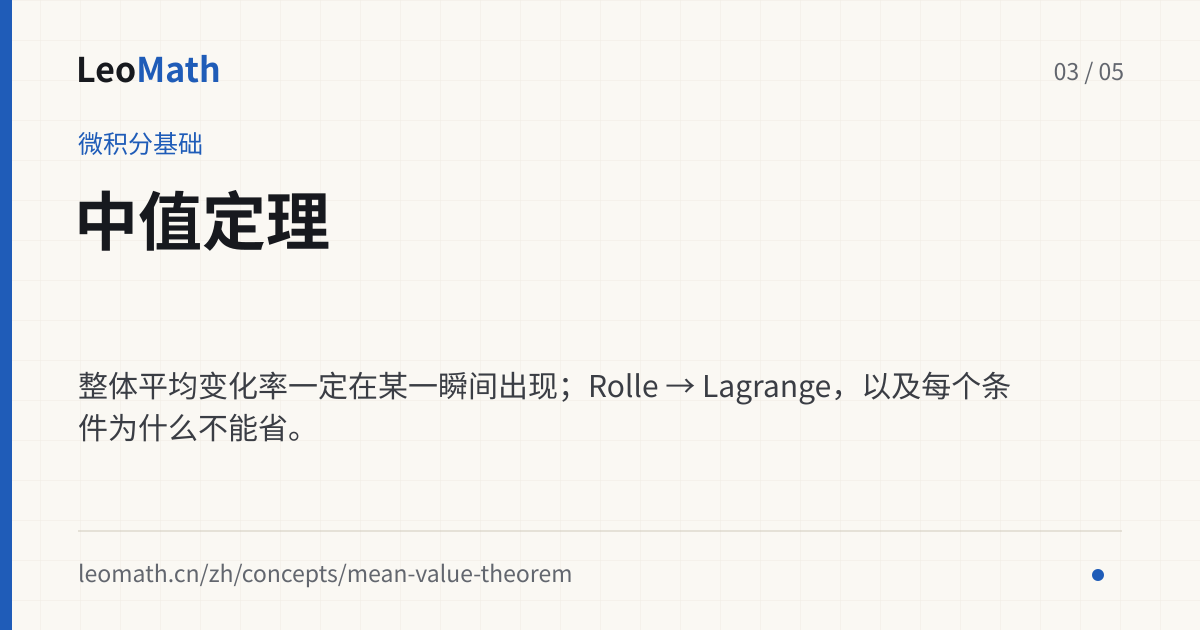 LeoMath
03 / 05
微积分基础
中值定理
整体平均变化率一定在某一瞬间出现；Rolle → Lagrange，以及每个条
件为什么不能省。
leomath.cn/zh/concepts/mean-value-theorem